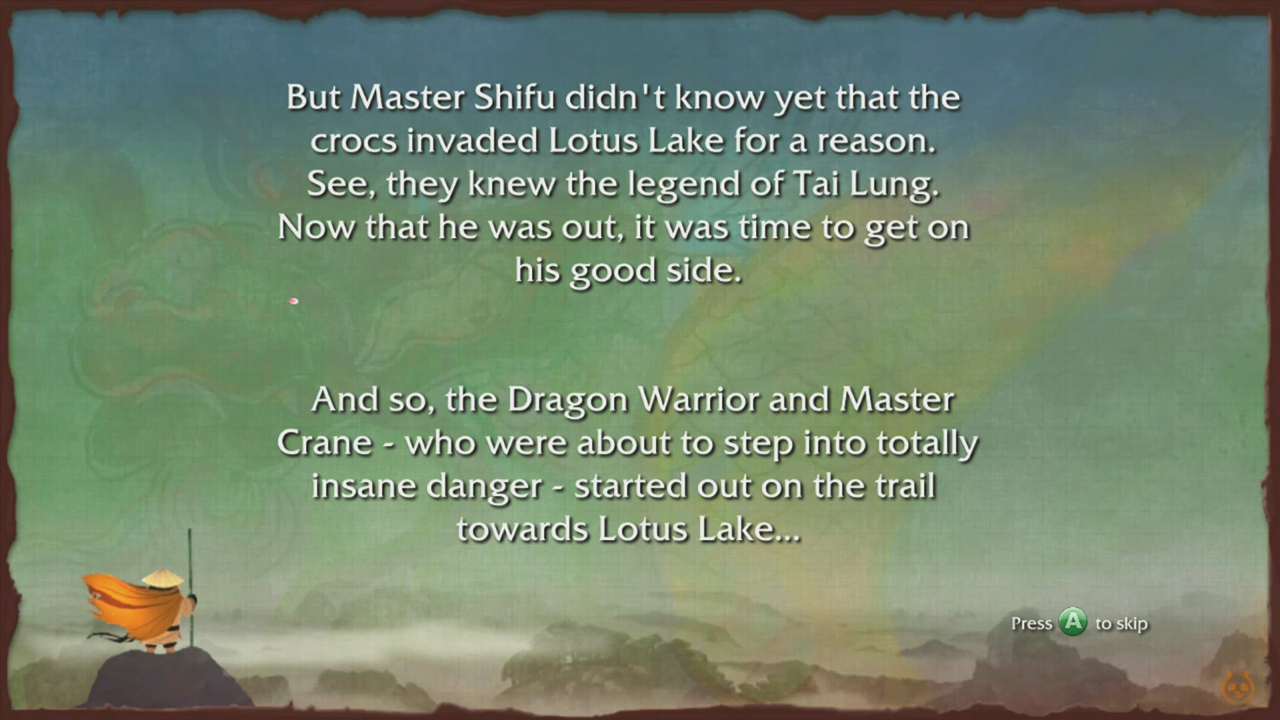 But Master Shifu didn't know yet that the
crocs invaded Lotus Lake for a reason.
See, they knew the legend of Tai Lung.
Now that he was out, it was time to get on
his good side.
And so, the Dragon Warrior and Master
Crane - who were about to step into totally
insane danger - started out on the trail
towards Lotus Lake...
Press A to skip